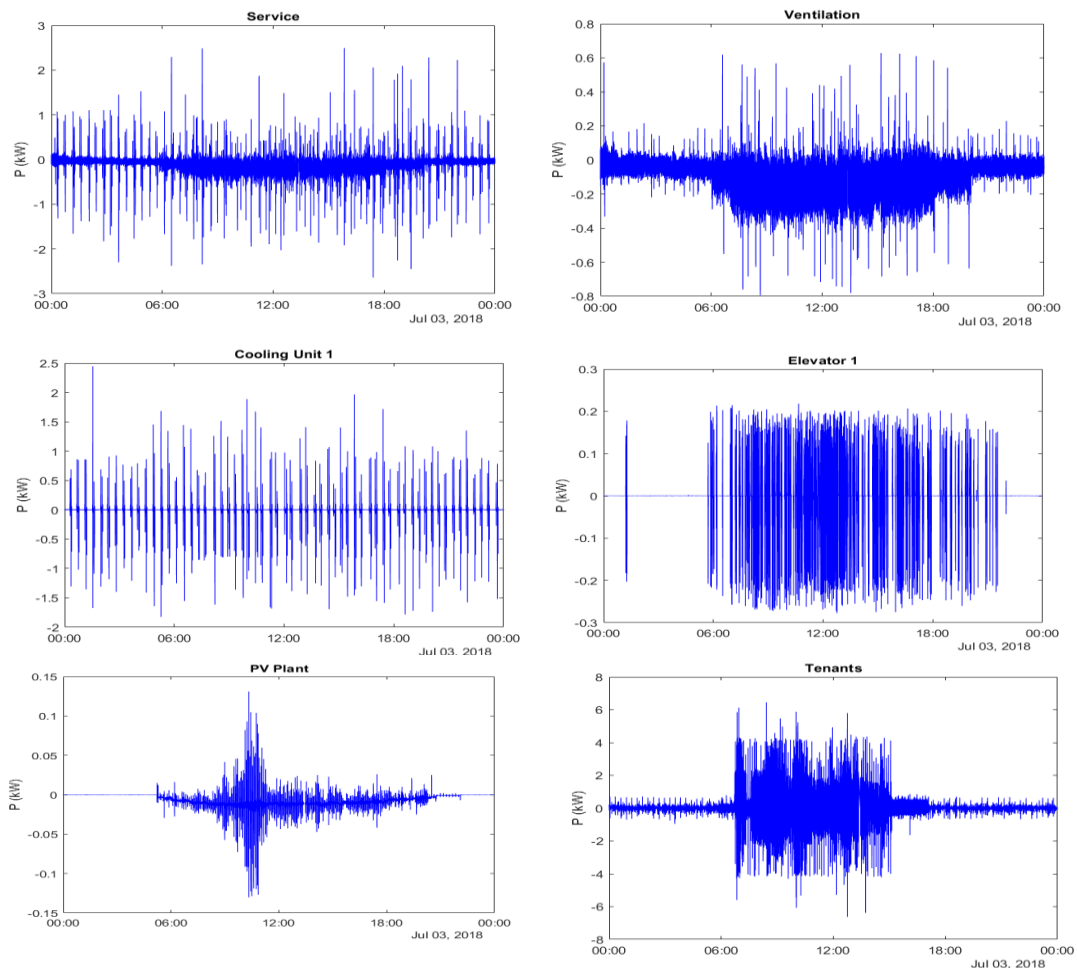 Service
3
2
1
0
-1
-2
-3
P (kW)
00:00 06:00 12:00 18:00 00:00
Jul 03, 2018
Ventilation
0.8
0.6
0.4
0.2
0
-0.2
-0.4
-0.6
-0.8
P (kW)
00:00 06:00 12:00 18:00 00:00
Jul 03, 2018
Cooling Unit 1
2.5
2
1.5
1
0.5
0
-0.5
-1
-1.5
-2
P (kW)
00:00 06:00 12:00 18:00 00:00
Jul 03, 2018
Elevator 1
0.3
0.2
0.1
0
-0.1
-0.2
-0.3
P (kW)
00:00 06:00 12:00 18:00 00:00
Jul 03, 2018
PV Plant
0.15
0.1
0.05
0
-0.05
-0.1
-0.15
P (kW)
00:00 06:00 12:00 18:00 00:00
Jul 03, 2018
Tenants
8
6
4
2
0
-2
-4
-6
-8
P (kW)
00:00 06:00 12:00 18:00 00:00
Jul 03, 2018